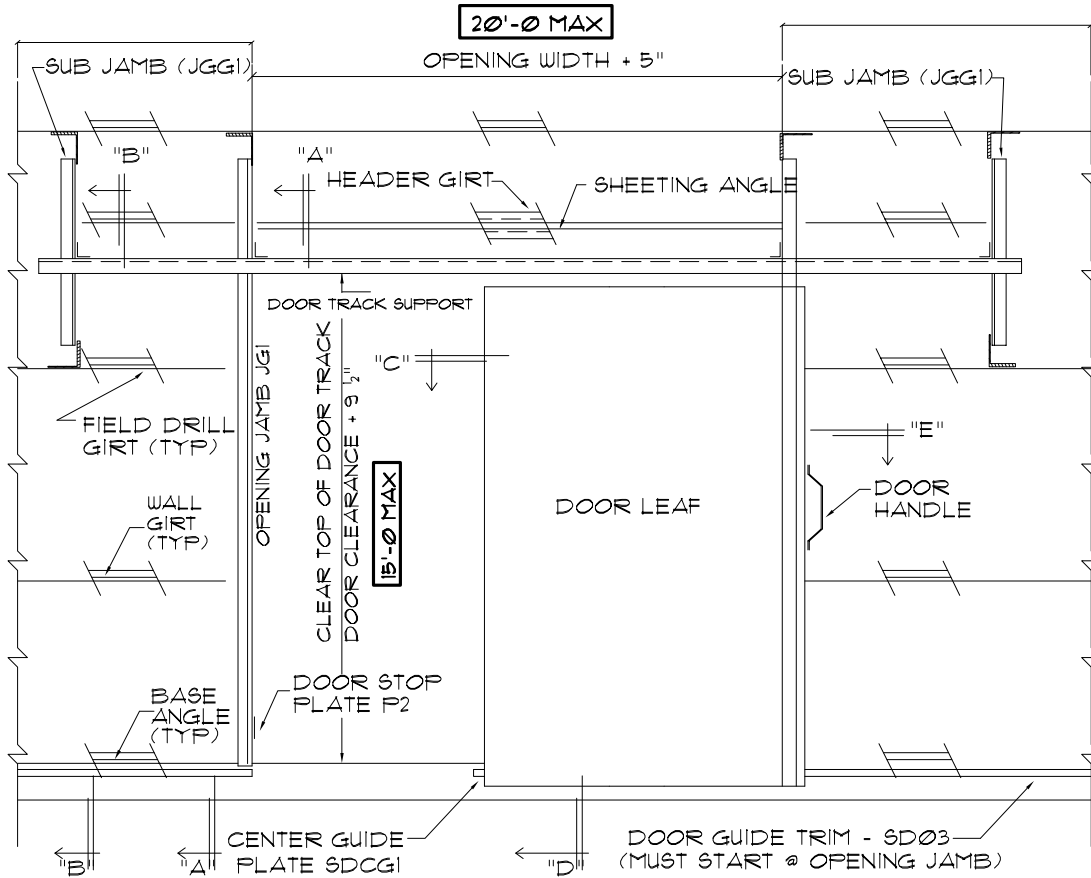 20'-0 MAX
OPENING WIDTH + 5"
SUB JAMB (JGG1)
SUB JAMB (JGG1)
"B"
"A"
HEADER GIRT
SHEETING ANGLE
DOOR TRACK SUPPORT
"C"
CLEAR TOP OF DOOR TRACK
DOOR CLEARANCE + 9 1/2"
15'-0 MAX
OPENING JAMB JG1
FIELD DRILL
GIRT (TYP)
"E"
DOOR
HANDLE
DOOR LEAF
WALL
GIRT
(TYP)
DOOR STOP
PLATE P2
BASE
ANGLE
(TYP)
CENTER GUIDE
PLATE SDCG1
DOOR GUIDE TRIM - SD03
(MUST START @ OPENING JAMB)
"B"
"A"
"D"